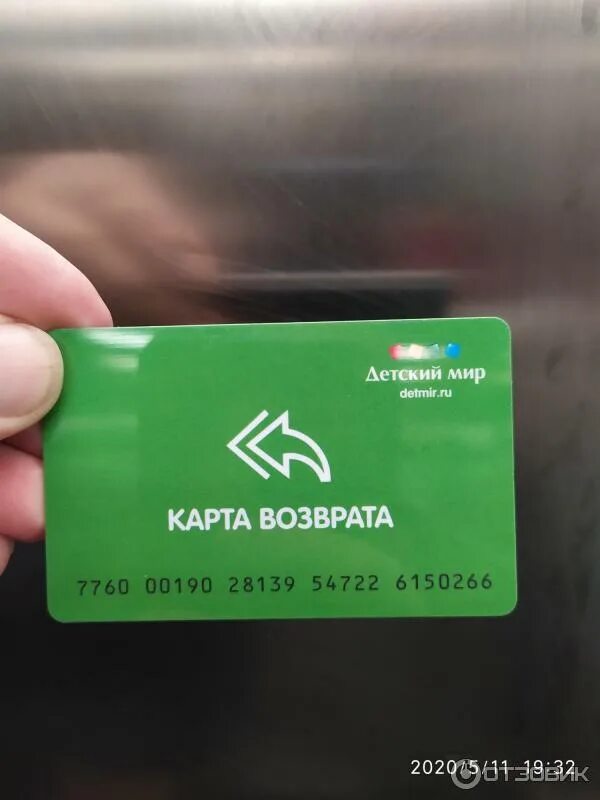 Детский мир
detmir.ru
КАРТА ВОЗВРАТА
7760 00190 28139 54722 6150266
2020/5/11 19:32
ОТЗОВИК